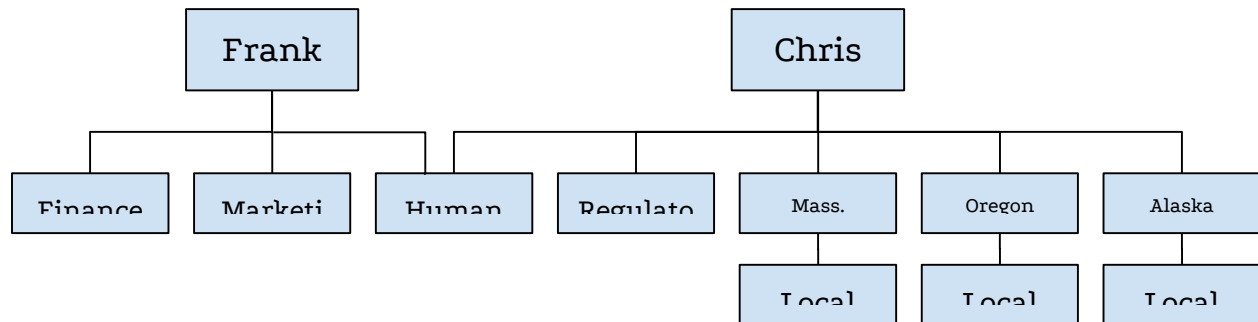 Frank
Chris
Finance
Marketi
Human
Regulato
Mass.
Oregon
Alaska
Local
Local
Local